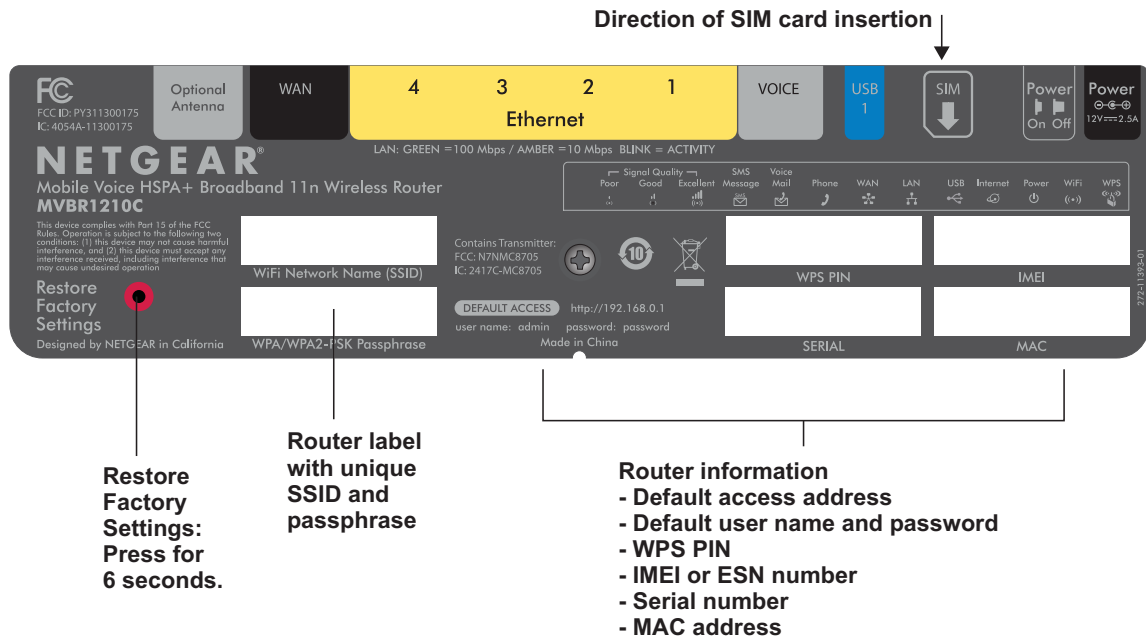 Direction of SIM card insertion
FC
FCC ID: PY311300175
IC: 4054A-11300175
Optional
Antenna
WAN
4 3 2 1
Ethernet
VOICE
USB
1
SIM
Power
On Off
Power
12V 2.5A
LAN: GREEN =100 Mbps / AMBER =10 Mbps BLINK = ACTIVITY
NETGEAR®
Mobile Voice HSPA+ Broadband 11n Wireless Router
MVBR1210C
Signal Quality
Poor Good Excellent
SMS
Message
SMS
Voice
Mail
Phone
WAN
LAN
USB
Internet
Power
WiFi
WPS
This device complies with Part 15 of the FCC
Rules. Operation is subject to the following two
conditions: (1) this device may not cause harmful
interference, and (2) this device must accept any
interference received, including interference that
may cause undesired operation
WiFi Network Name (SSID)
Contains Transmitter:
FCC: N7NMC8705
IC: 2417C-MC8705
10
WPS PIN
IMEI
272-11393-01
Restore
Factory
Settings
Designed by NETGEAR in California
WPA/WPA2-PSK Passphrase
DEFAULT ACCESS http://192.168.0.1
user name: admin password: password
Made in China
SERIAL
MAC
Restore
Factory
Settings:
Press for
6 seconds.
Router label
with unique
SSID and
passphrase
Router information
- Default access address
- Default user name and password
- WPS PIN
- IMEI or ESN number
- Serial number
- MAC address